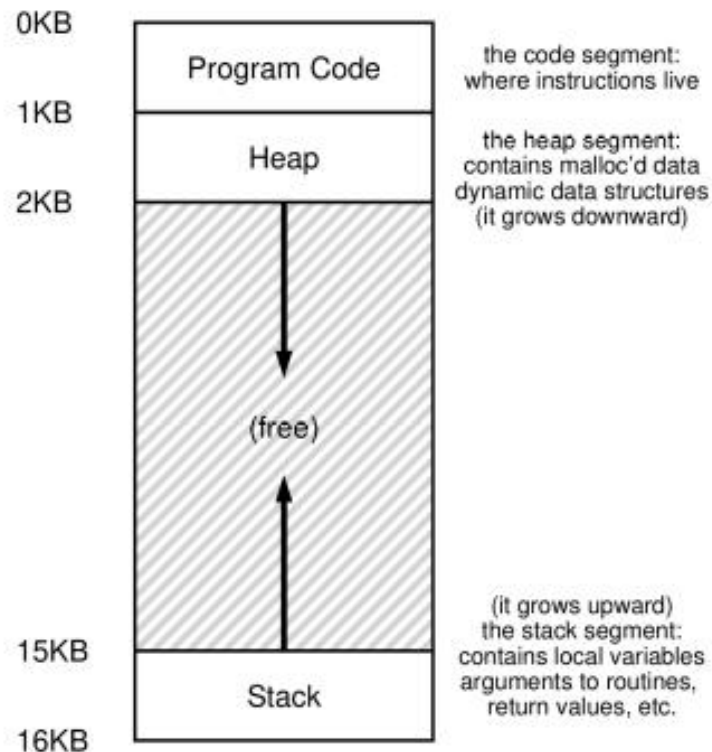 0KB
Program Code
the code segment:
where instructions live
1KB
Heap
the heap segment:
contains malloc'd data
dynamic data structures
(it grows downward)
2KB
(free)
(it grows upward)
the stack segment:
contains local variables
arguments to routines,
return values, etc.
15KB
Stack
16KB